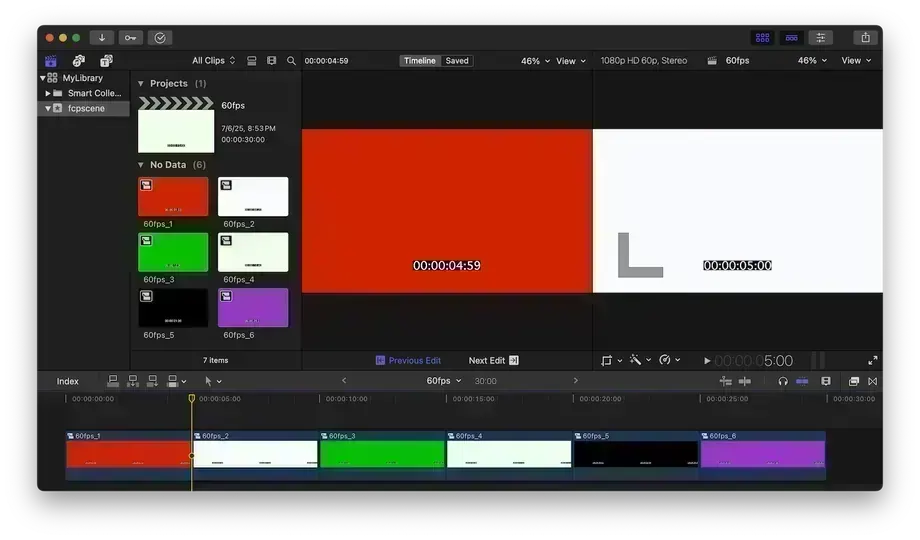 All Clips
00:00:04:59
Timeline Saved
46% View
1080p HD 60p, Stereo
60fps
46% View
MyLibrary
Smart Colle...
fcpscene
Projects (1)
60fps
7/6/25, 8:53 PM
00:00:30:00
No Data (6)
60fps_1
60fps_2
60fps_3
60fps_4
60fps_5
60fps_6
7 items
00:00:04:59
00:00:05:00
Previous Edit
Next Edit
00:00:05:00
Index
60fps
30:00
00:00:00:00
00:00:05:00
00:00:10:00
00:00:15:00
00:00:20:00
00:00:25:00
00:00:30:00
60fps_1
60fps_2
60fps_3
60fps_4
60fps_5
60fps_6